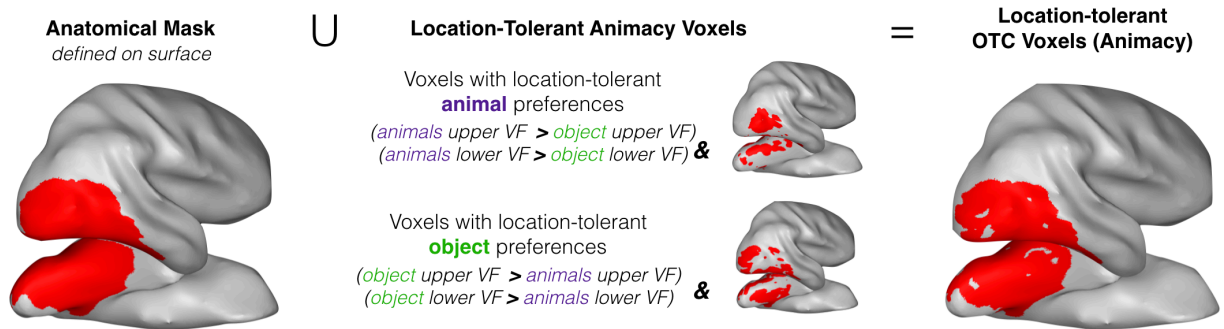 Anatomical Mask
defined on surface
U
Location-Tolerant Animacy Voxels
Voxels with location-tolerant
animal preferences
(animals upper VF > object upper VF)
(animals lower VF > object lower VF) &
Voxels with location-tolerant
object preferences
(object upper VF > animals upper VF)
(object lower VF > animals lower VF) &
=
Location-tolerant
OTC Voxels (Animacy)